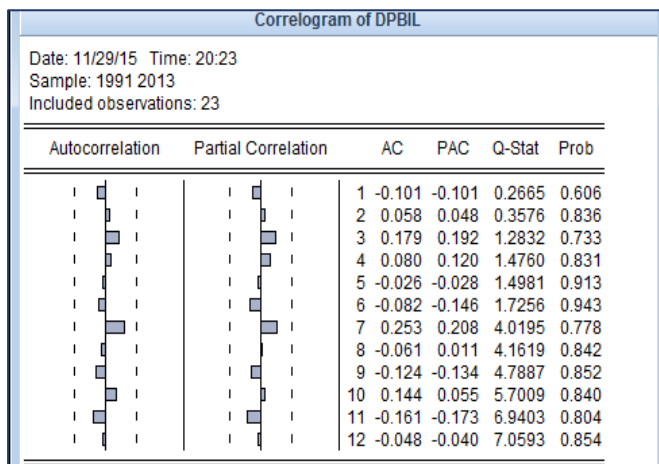 Correlogram of DPBIL
Date: 11/29/15 Time: 20:23
Sample: 1991 2013
Included observations: 23
Autocorrelation Partial Correlation AC PAC Q-Stat Prob
1 -0.101 -0.101 0.2665 0.606
2 0.058 0.048 0.3576 0.836
3 0.179 0.192 1.2832 0.733
4 0.080 0.120 1.4760 0.831
5 -0.026 -0.028 1.4981 0.913
6 -0.082 -0.146 1.7256 0.943
7 0.253 0.208 4.0195 0.778
8 -0.061 0.011 4.1619 0.842
9 -0.124 -0.134 4.7887 0.852
10 0.144 0.055 5.7009 0.840
11 -0.161 -0.173 6.9403 0.804
12 -0.048 -0.040 7.0593 0.854